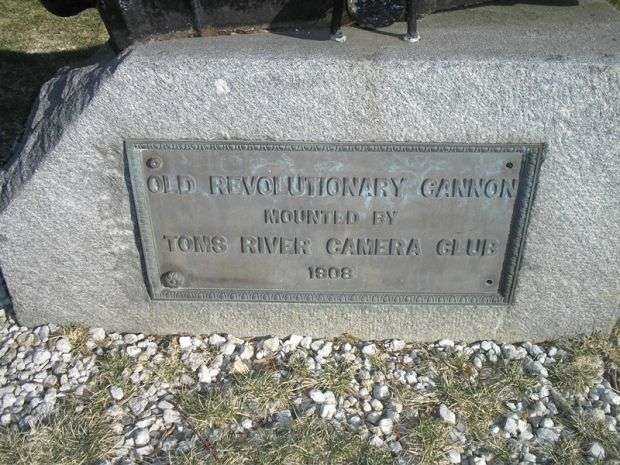 OLD REVOLUTIONARY CANNON
MOUNTED BY
TOMS RIVER CAMERA CLUB
1908